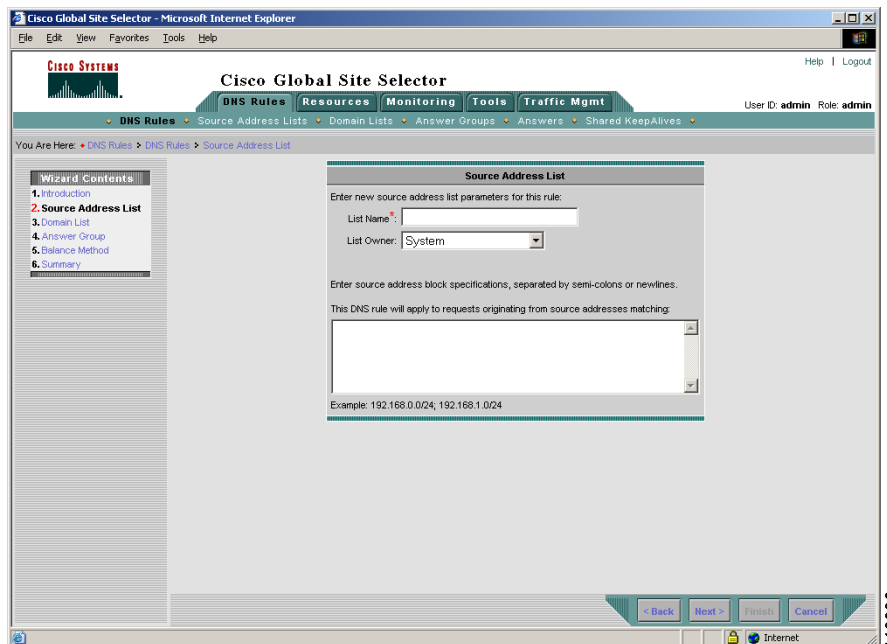 Cisco Global Site Selector - Microsoft Internet Explorer
File Edit View Favorites Tools Help
CISCO SYSTEMS
Cisco Global Site Selector
Help | Logout
DNS Rules Resources Monitoring Tools Traffic Mgmt
User ID: admin Role: admin
DNS Rules Source Address Lists Domain Lists Answer Groups Answers Shared KeepAlives
You Are Here: DNS Rules DNS Rules Source Address List
Wizard Contents
1. Introduction
2. Source Address List
3. Domain List
4. Answer Group
5. Balance Method
6. Summary
Source Address List
Enter new source address list parameters for this rule:
List Name*:
List Owner: System
Enter source address block specifications, separated by semi-colons or newlines.
This DNS rule will apply to requests originating from source addresses matching:
Example: 192.168.0.0/24; 192.168.1.0/24
< Back Next > Finish Cancel
Internet